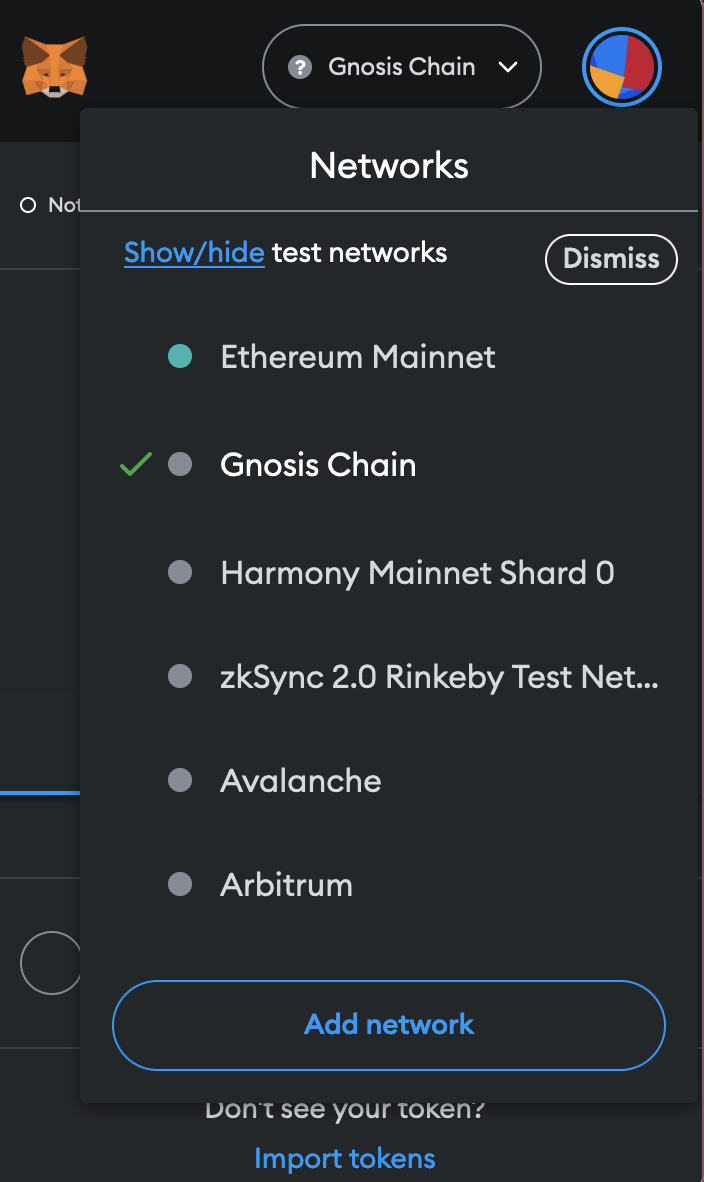 ? Gnosis Chain
Networks
Not
Show/hide test networks
Dismiss
Ethereum Mainnet
Gnosis Chain
Harmony Mainnet Shard 0
zkSync 2.0 Rinkeby Test Net...
Avalanche
Arbitrum
Add network
Don't see your token?
Import tokens